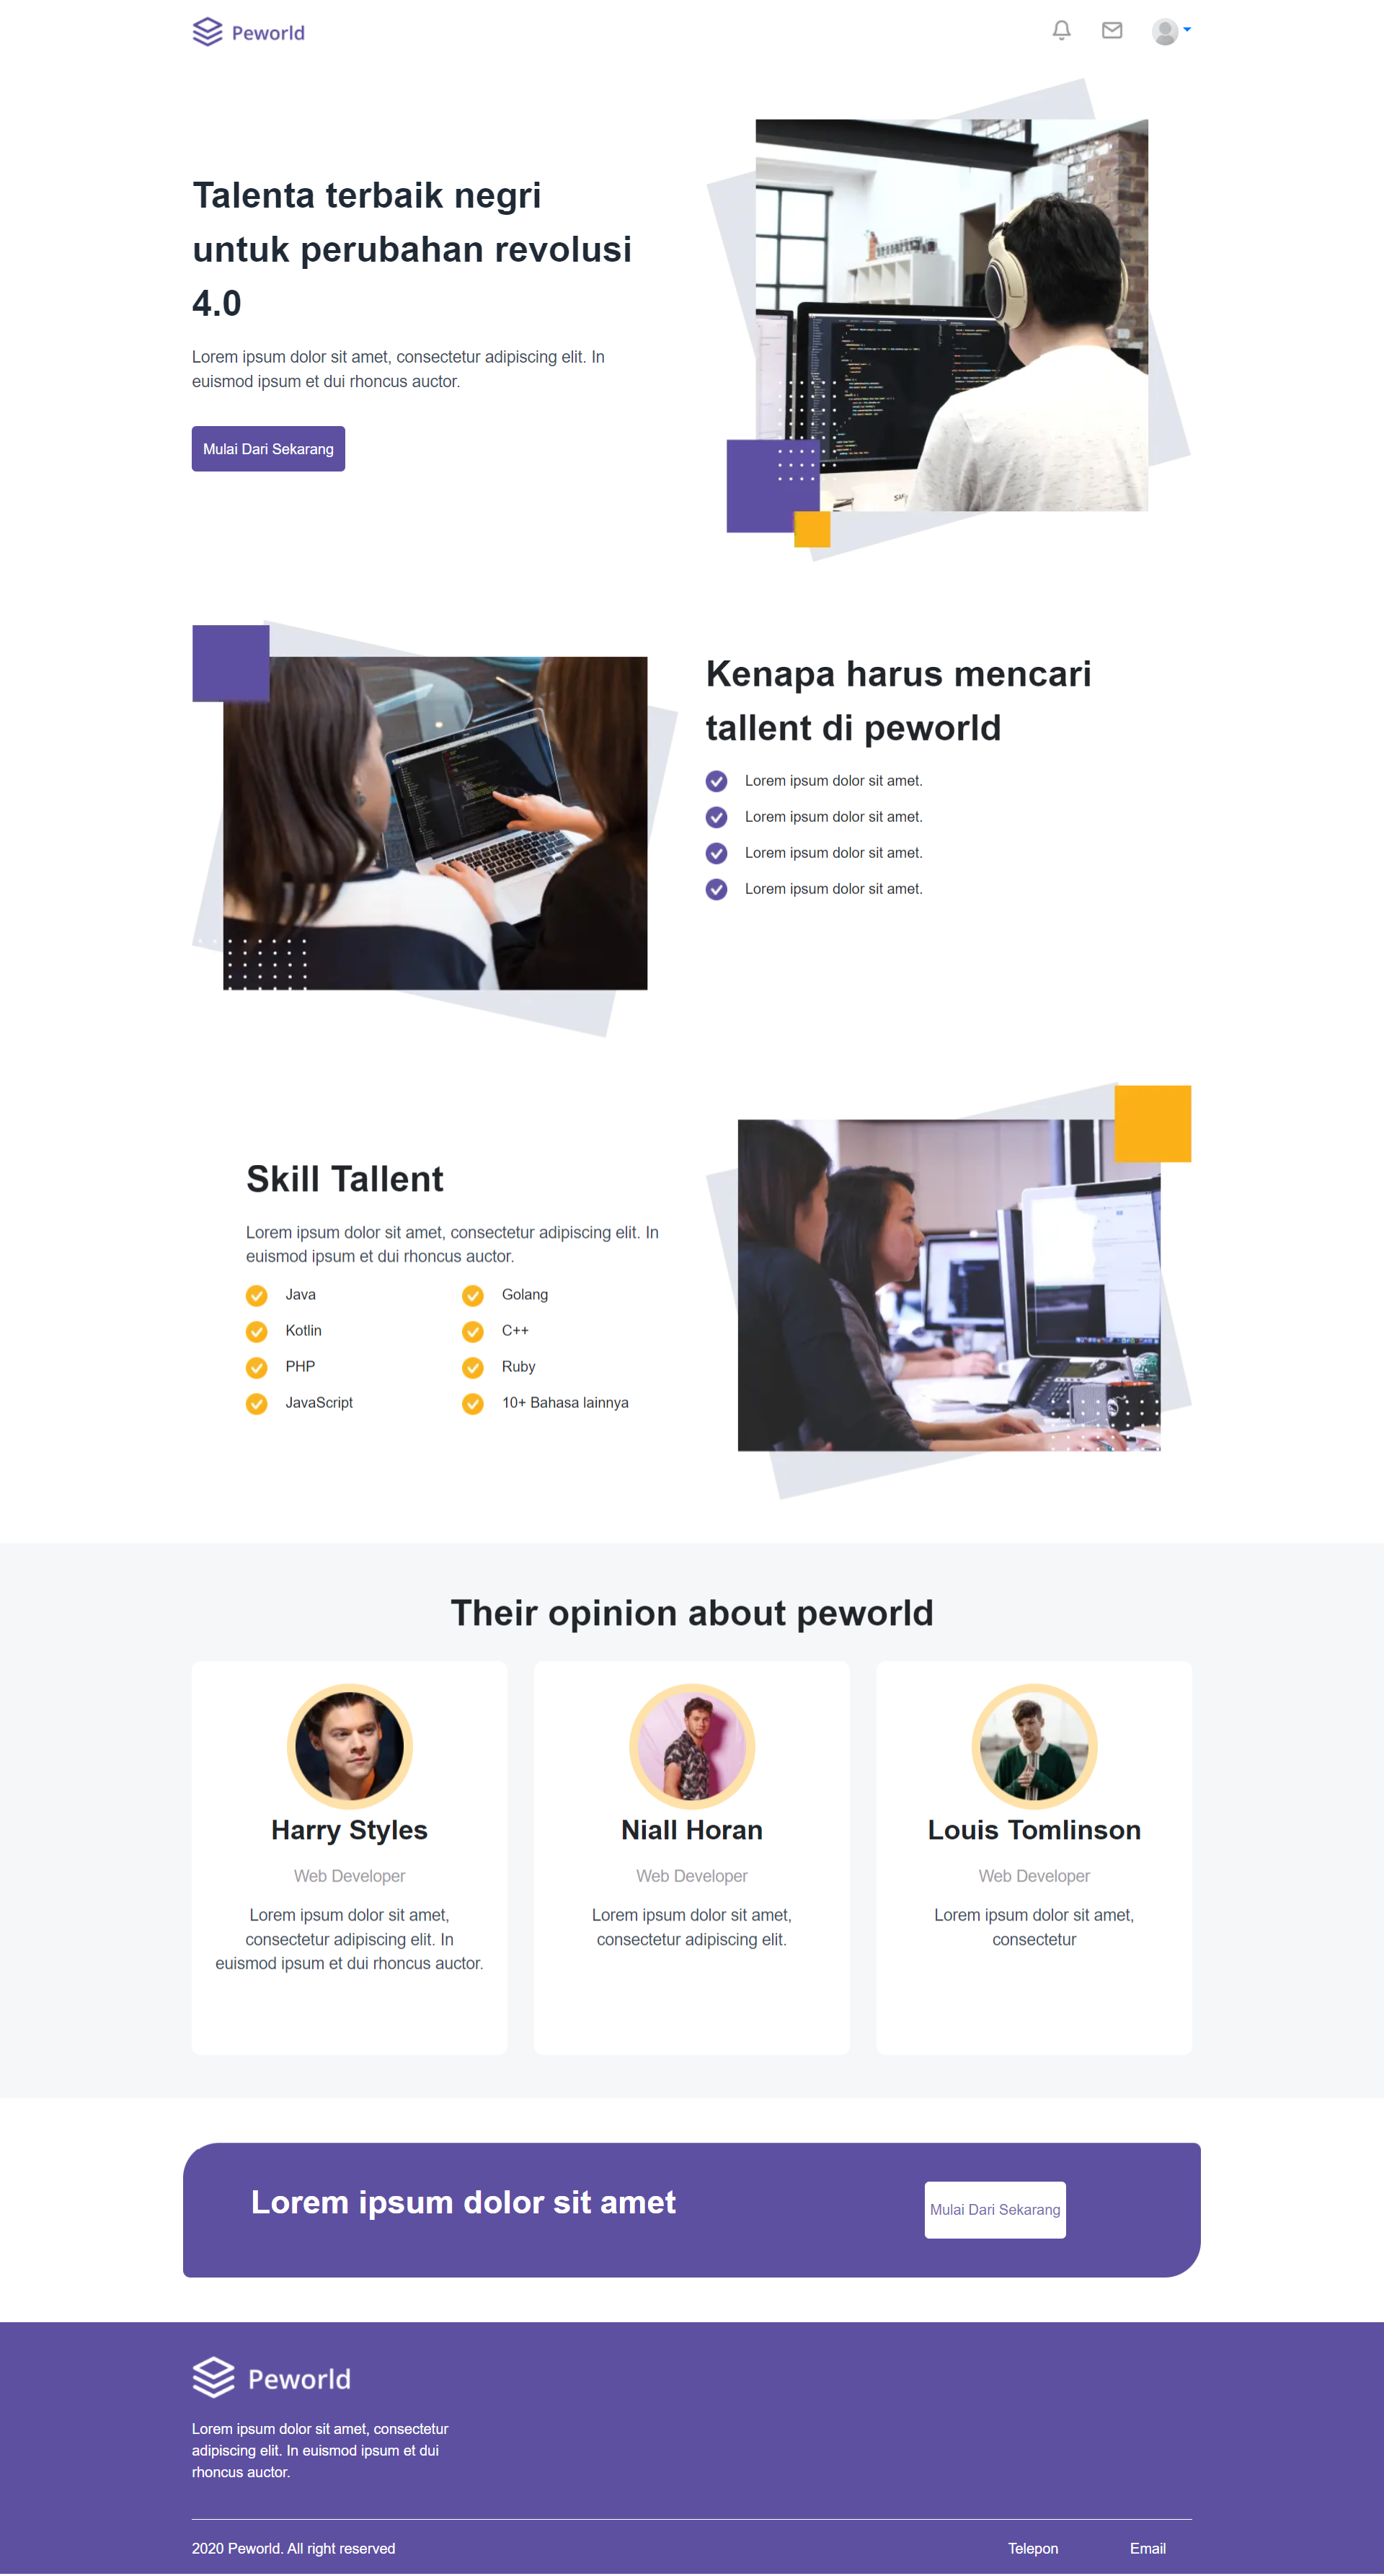 Peworld
Talenta terbaik negri
untuk perubahan revolusi
4.0
Lorem ipsum dolor sit amet, consectetur adipiscing elit. In
euismod ipsum et dui rhoncus auctor.
Mulai Dari Sekarang
Kenapa harus mencari
tallent di peworld
Lorem ipsum dolor sit amet.
Lorem ipsum dolor sit amet.
Lorem ipsum dolor sit amet.
Lorem ipsum dolor sit amet.
Skill Tallent
Lorem ipsum dolor sit amet, consectetur adipiscing elit. In
euismod ipsum et dui rhoncus auctor.
Java
Golang
Kotlin
C++
PHP
Ruby
JavaScript
10+ Bahasa lainnya
Their opinion about peworld
Harry Styles
Web Developer
Lorem ipsum dolor sit amet,
consectetur adipiscing elit. In
euismod ipsum et dui rhoncus auctor.
Niall Horan
Web Developer
Lorem ipsum dolor sit amet,
consectetur adipiscing elit.
Louis Tomlinson
Web Developer
Lorem ipsum dolor sit amet,
consectetur
Lorem ipsum dolor sit amet
Mulai Dari Sekarang
Peworld
Lorem ipsum dolor sit amet, consectetur
adipiscing elit. In euismod ipsum et dui
rhoncus auctor.
2020 Peworld. All right reserved
Telepon
Email